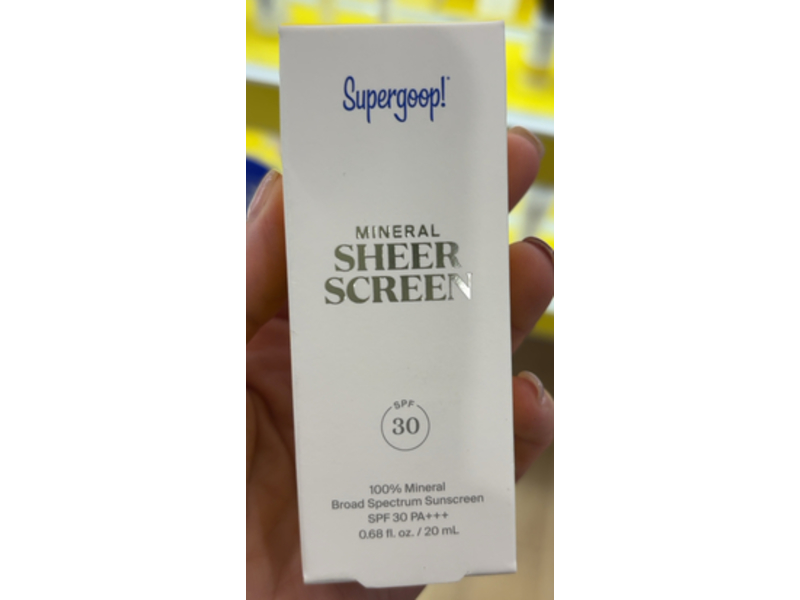 Supergoop!
MINERAL
SHEER
SCREEN
SPF
30
100% Mineral
Broad Spectrum Sunscreen
SPF 30 PA+++
0.68 fl. oz. / 20 mL